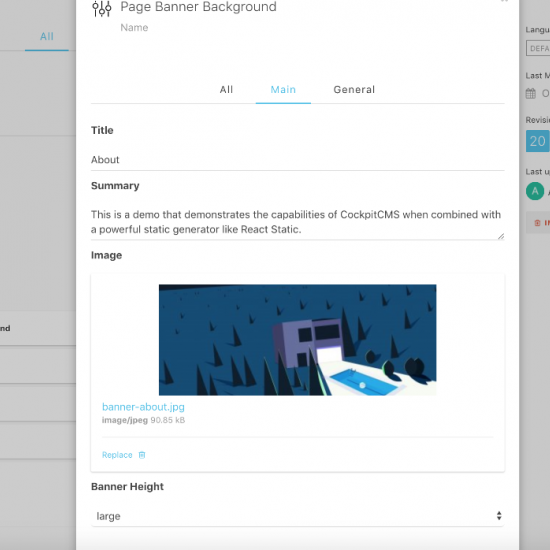 Page Banner Background
Name
All
Langu
DEFA
All
Main
General
Last M
Title
Revisi
About
20
Summary
Last u
This is a demo that demonstrates the capabilities of CockpitCMS when combined with
a powerful static generator like React Static.
A
Image
nd
banner-about.jpg
image/jpeg 90.85 kB
Replace
Banner Height
large